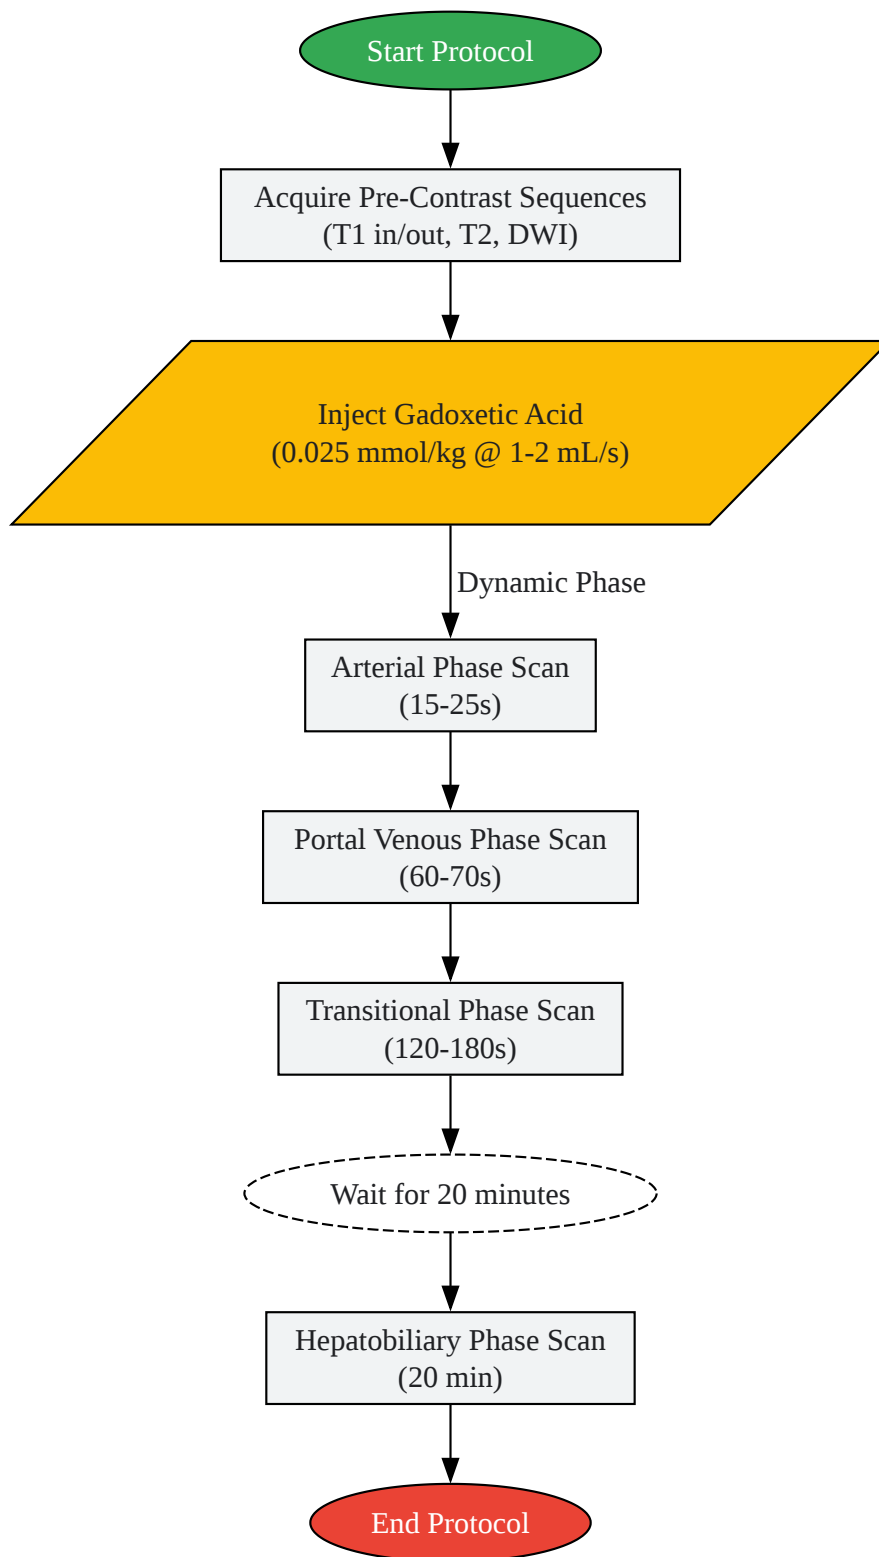 Start Protocol
Acquire Pre-Contrast Sequences
(T1 in/out, T2, DWI)
Inject Gadoxetic Acid
(0.025 mmol/kg @ 1-2 mL/s)
Dynamic Phase
Arterial Phase Scan
(15-25s)
Portal Venous Phase Scan
(60-70s)
Transitional Phase Scan
(120-180s)
Wait for 20 minutes
Hepatobiliary Phase Scan
(20 min)
End Protocol